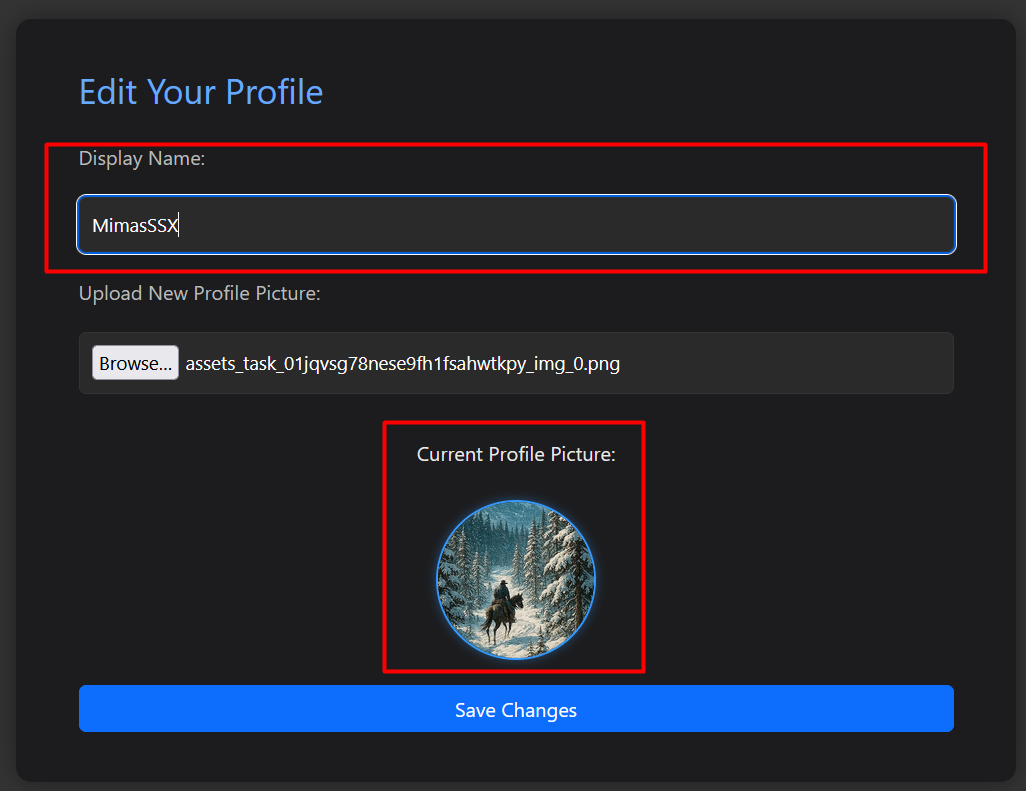 Edit Your Profile
Display Name:
MimasSSX
Upload New Profile Picture:
Browse... assets_task_01jqvsg78nese9fh1fsahwtkpy_img_0.png
Current Profile Picture:
Save Changes